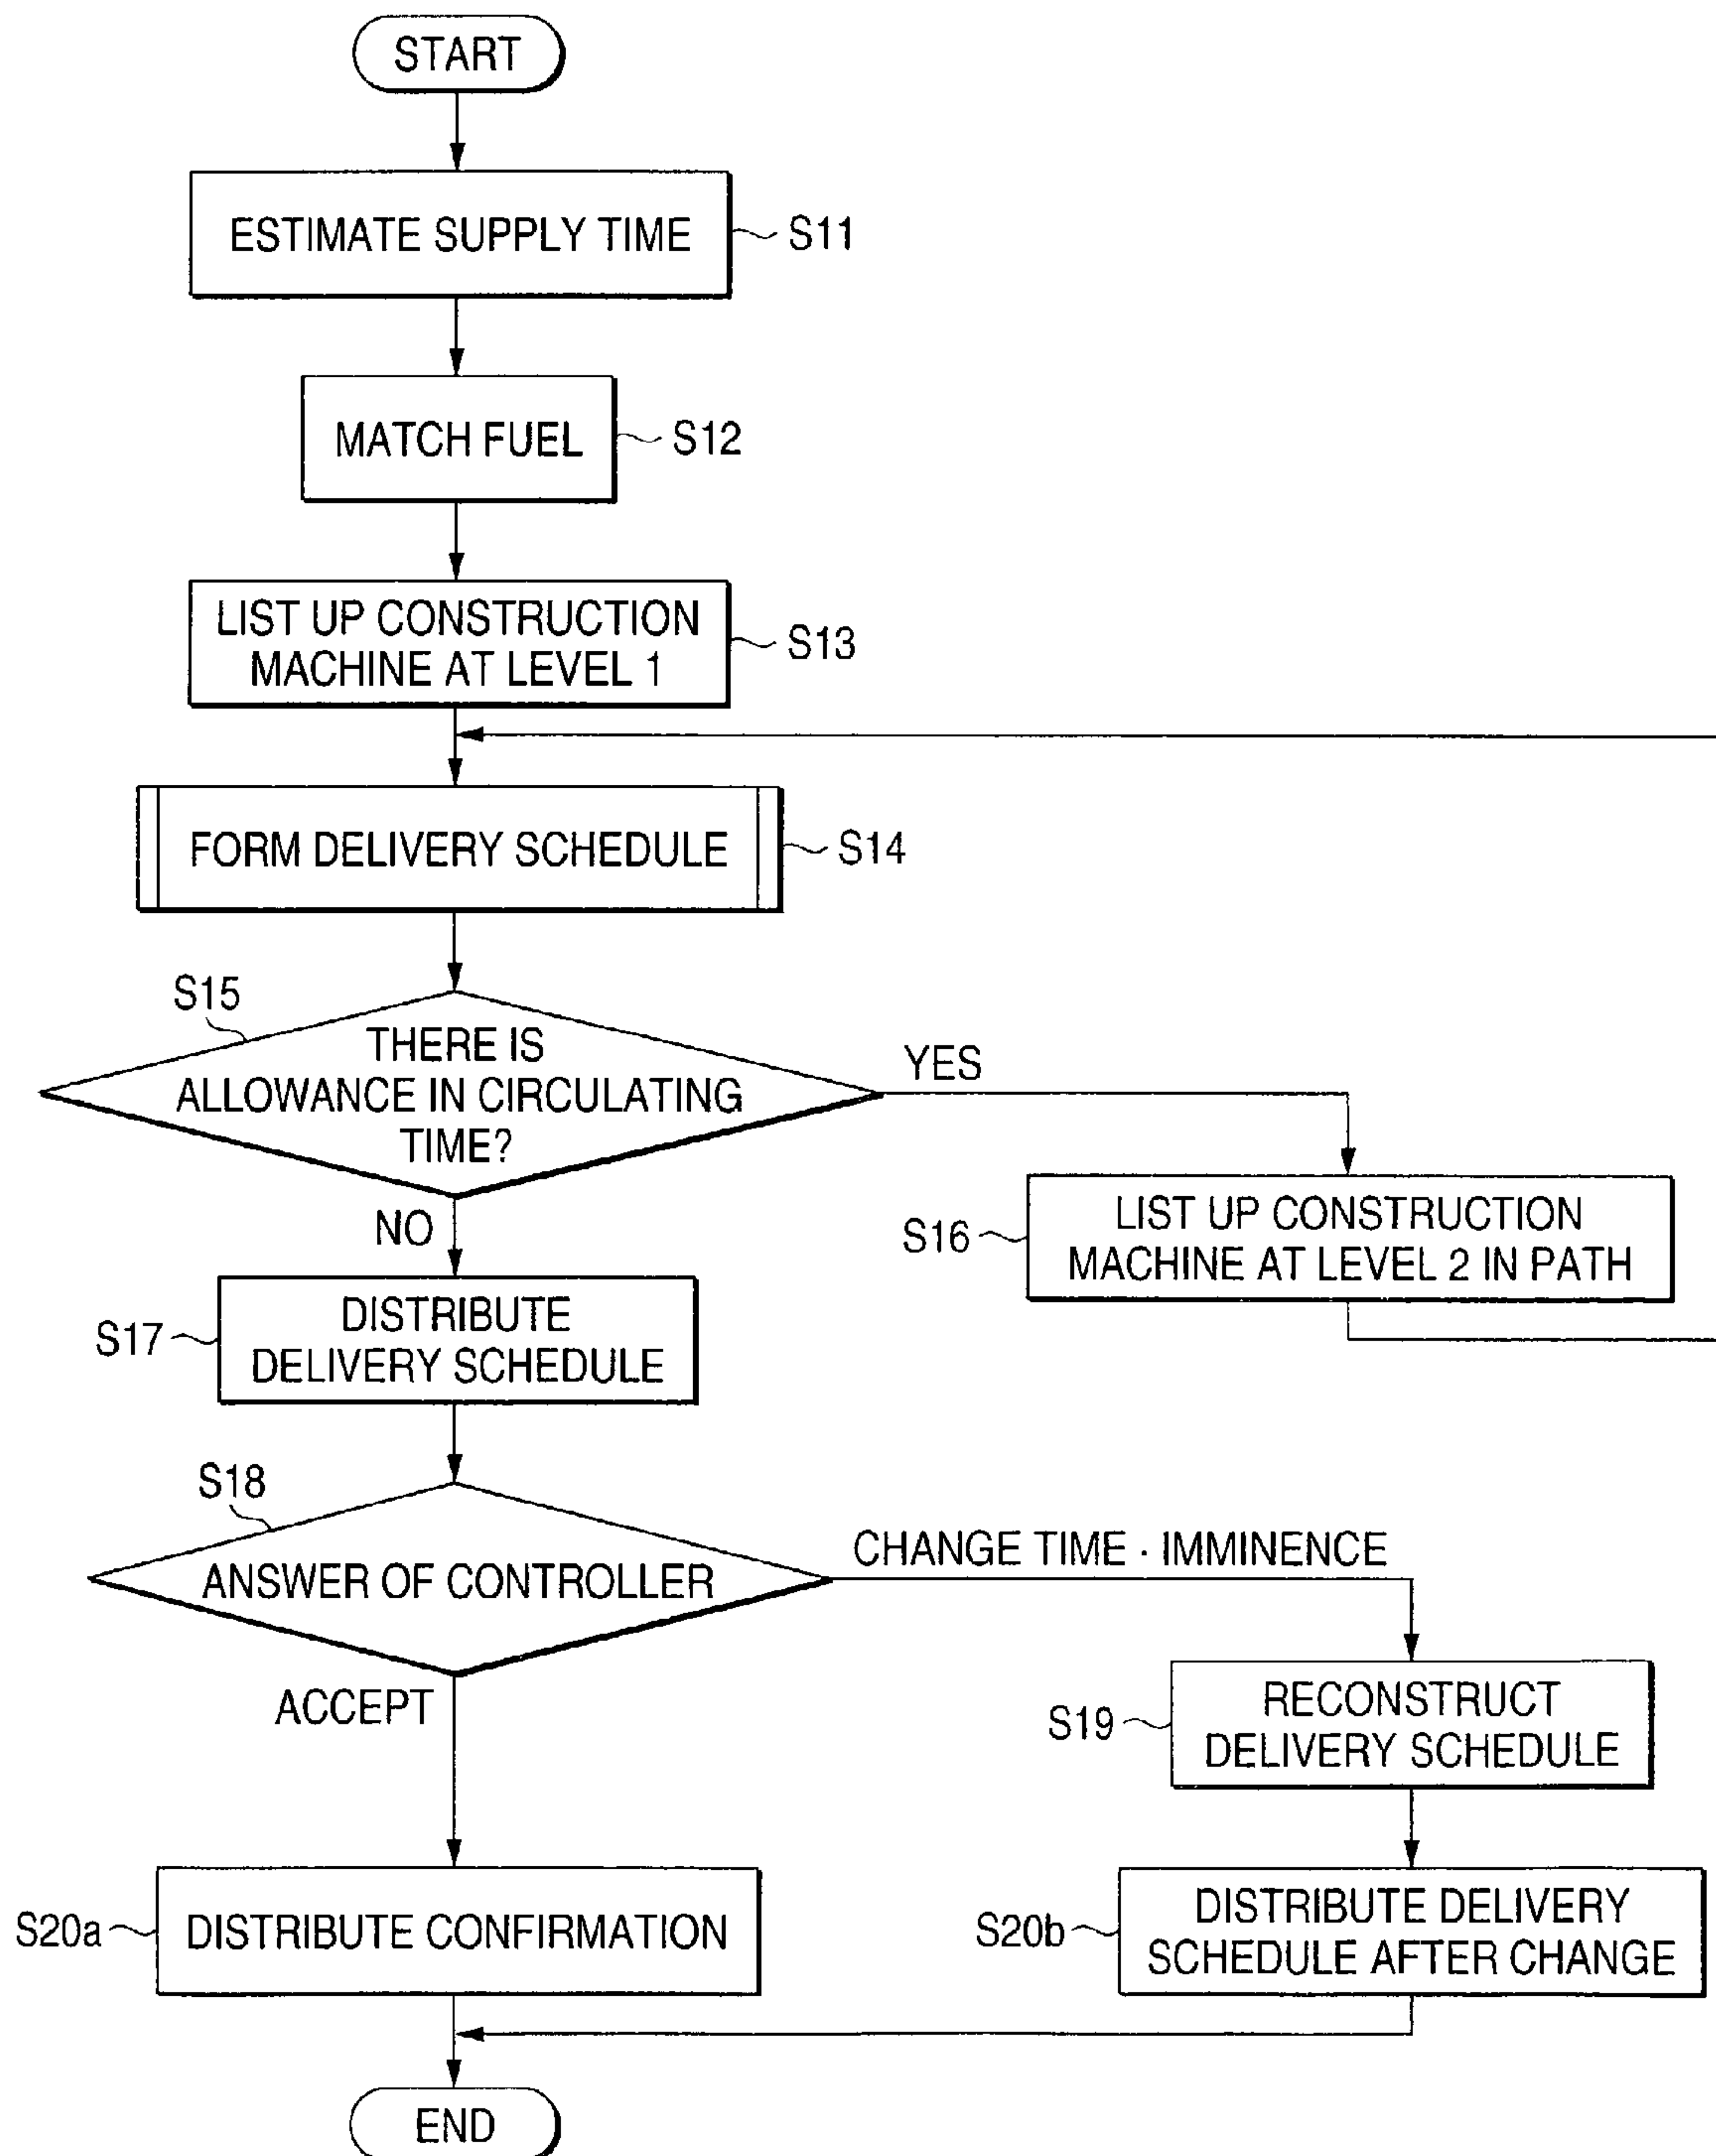 START
ESTIMATE SUPPLY TIME
S11
MATCH FUEL
S12
LIST UP CONSTRUCTION
MACHINE AT LEVEL 1
S13
FORM DELIVERY SCHEDULE
S14
S15
THERE IS
ALLOWANCE IN CIRCULATING
TIME?
YES
NO
S16
LIST UP CONSTRUCTION
MACHINE AT LEVEL 2 IN PATH
S17
DISTRIBUTE
DELIVERY SCHEDULE
S18
ANSWER OF CONTROLLER
CHANGE TIME · IMMINENCE
ACCEPT
S19
RECONSTRUCT
DELIVERY SCHEDULE
S20a
DISTRIBUTE CONFIRMATION
S20b
DISTRIBUTE DELIVERY
SCHEDULE AFTER CHANGE
END